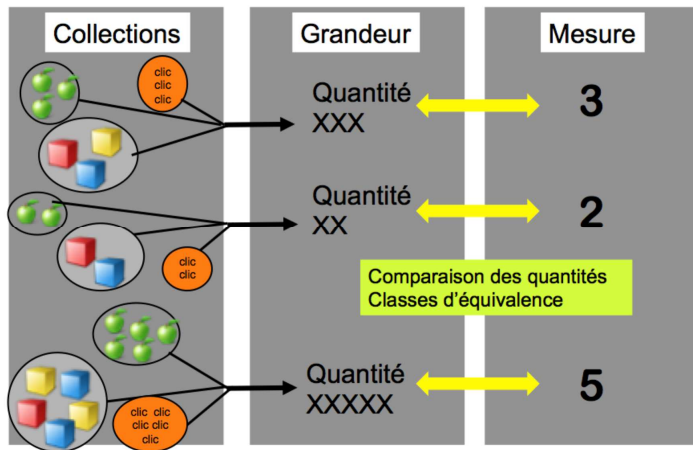 Collections
Grandeur
Mesure
clic
clic
clic
Quantité
XXX
3
Quantité
XX
2
clic
clic
Comparaison des quantités
Classes d'équivalence
Quantité
XXXXX
5
clic clic
clic clic
clic